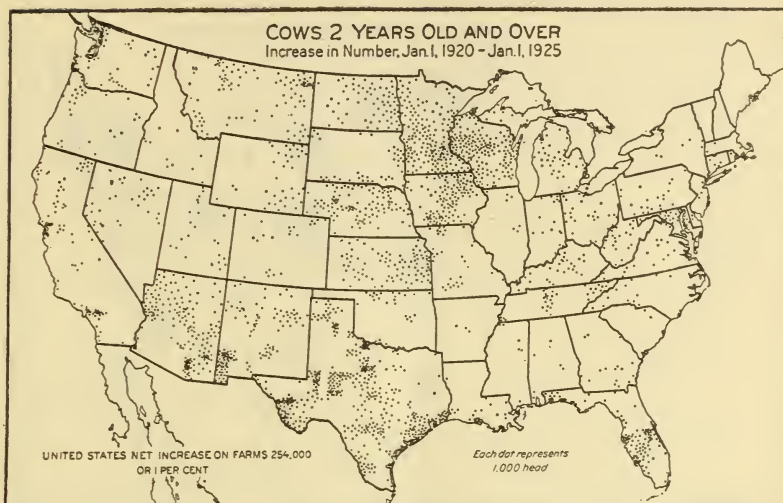 COWS 2 YEARS OLD AND OVER
Increase in Number, Jan. 1, 1920 - Jan. 1, 1925
UNITED STATES NET INCREASE ON FARMS 254,000
OR 1 PER CENT
Each dot represents
1,000 head